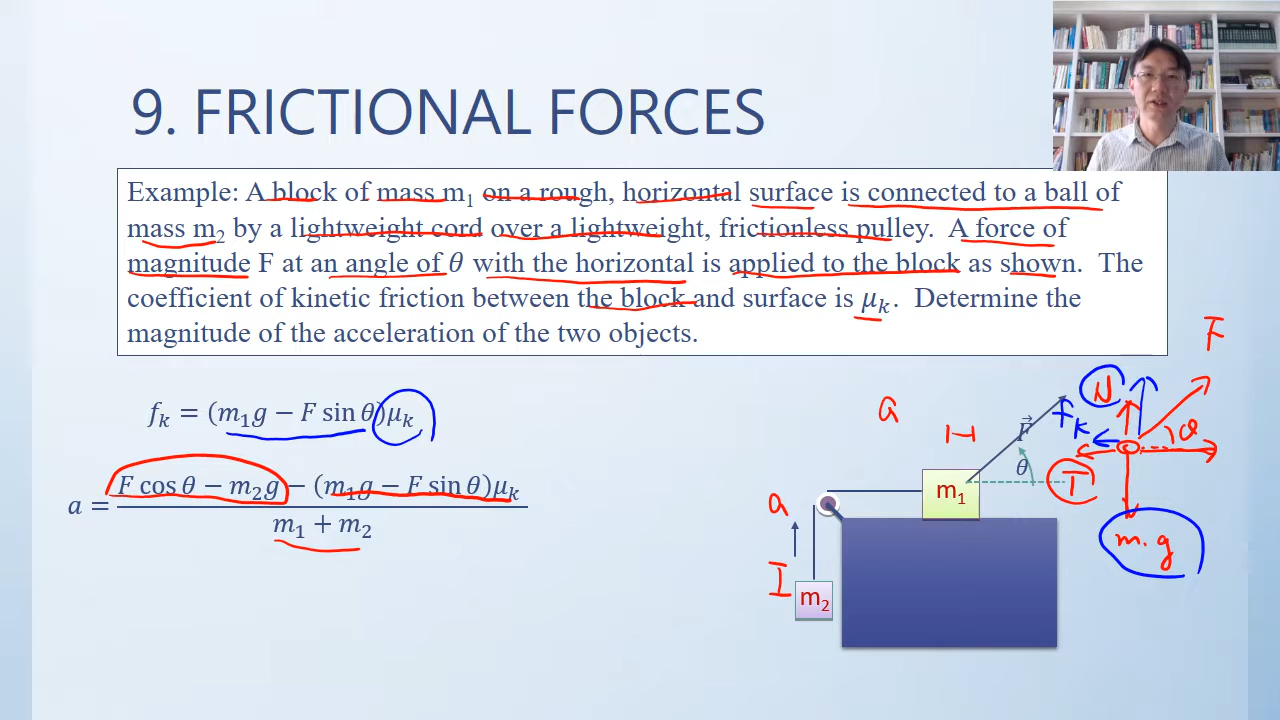 9. FRICTIONAL FORCES
Example: A block of mass m₁ on a rough, horizontal surface is connected to a ball of
mass m₂ by a lightweight cord over a lightweight, frictionless pulley. A force of
magnitude F at an angle of θ with the horizontal is applied to the block as shown. The
coefficient of kinetic friction between the block and surface is μₖ. Determine the
magnitude of the acceleration of the two objects.
fₖ = (m₁g − F sin θ)μₖ
a = (F cos θ − m₂g − (m₁g − F sin θ)μₖ) / (m₁ + m₂)
F
a
N
fₖ
F⃗
θ
θ
T
m₁
a
m₂
m₁g